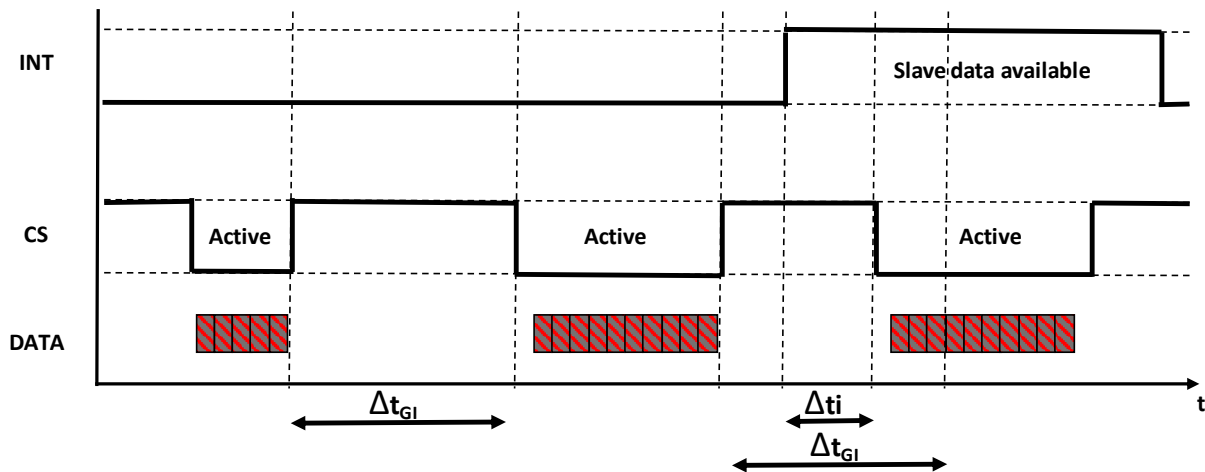 INT
Slave data available
CS
Active
Active
Active
DATA
t
Δt_GI
Δti
Δt_GI